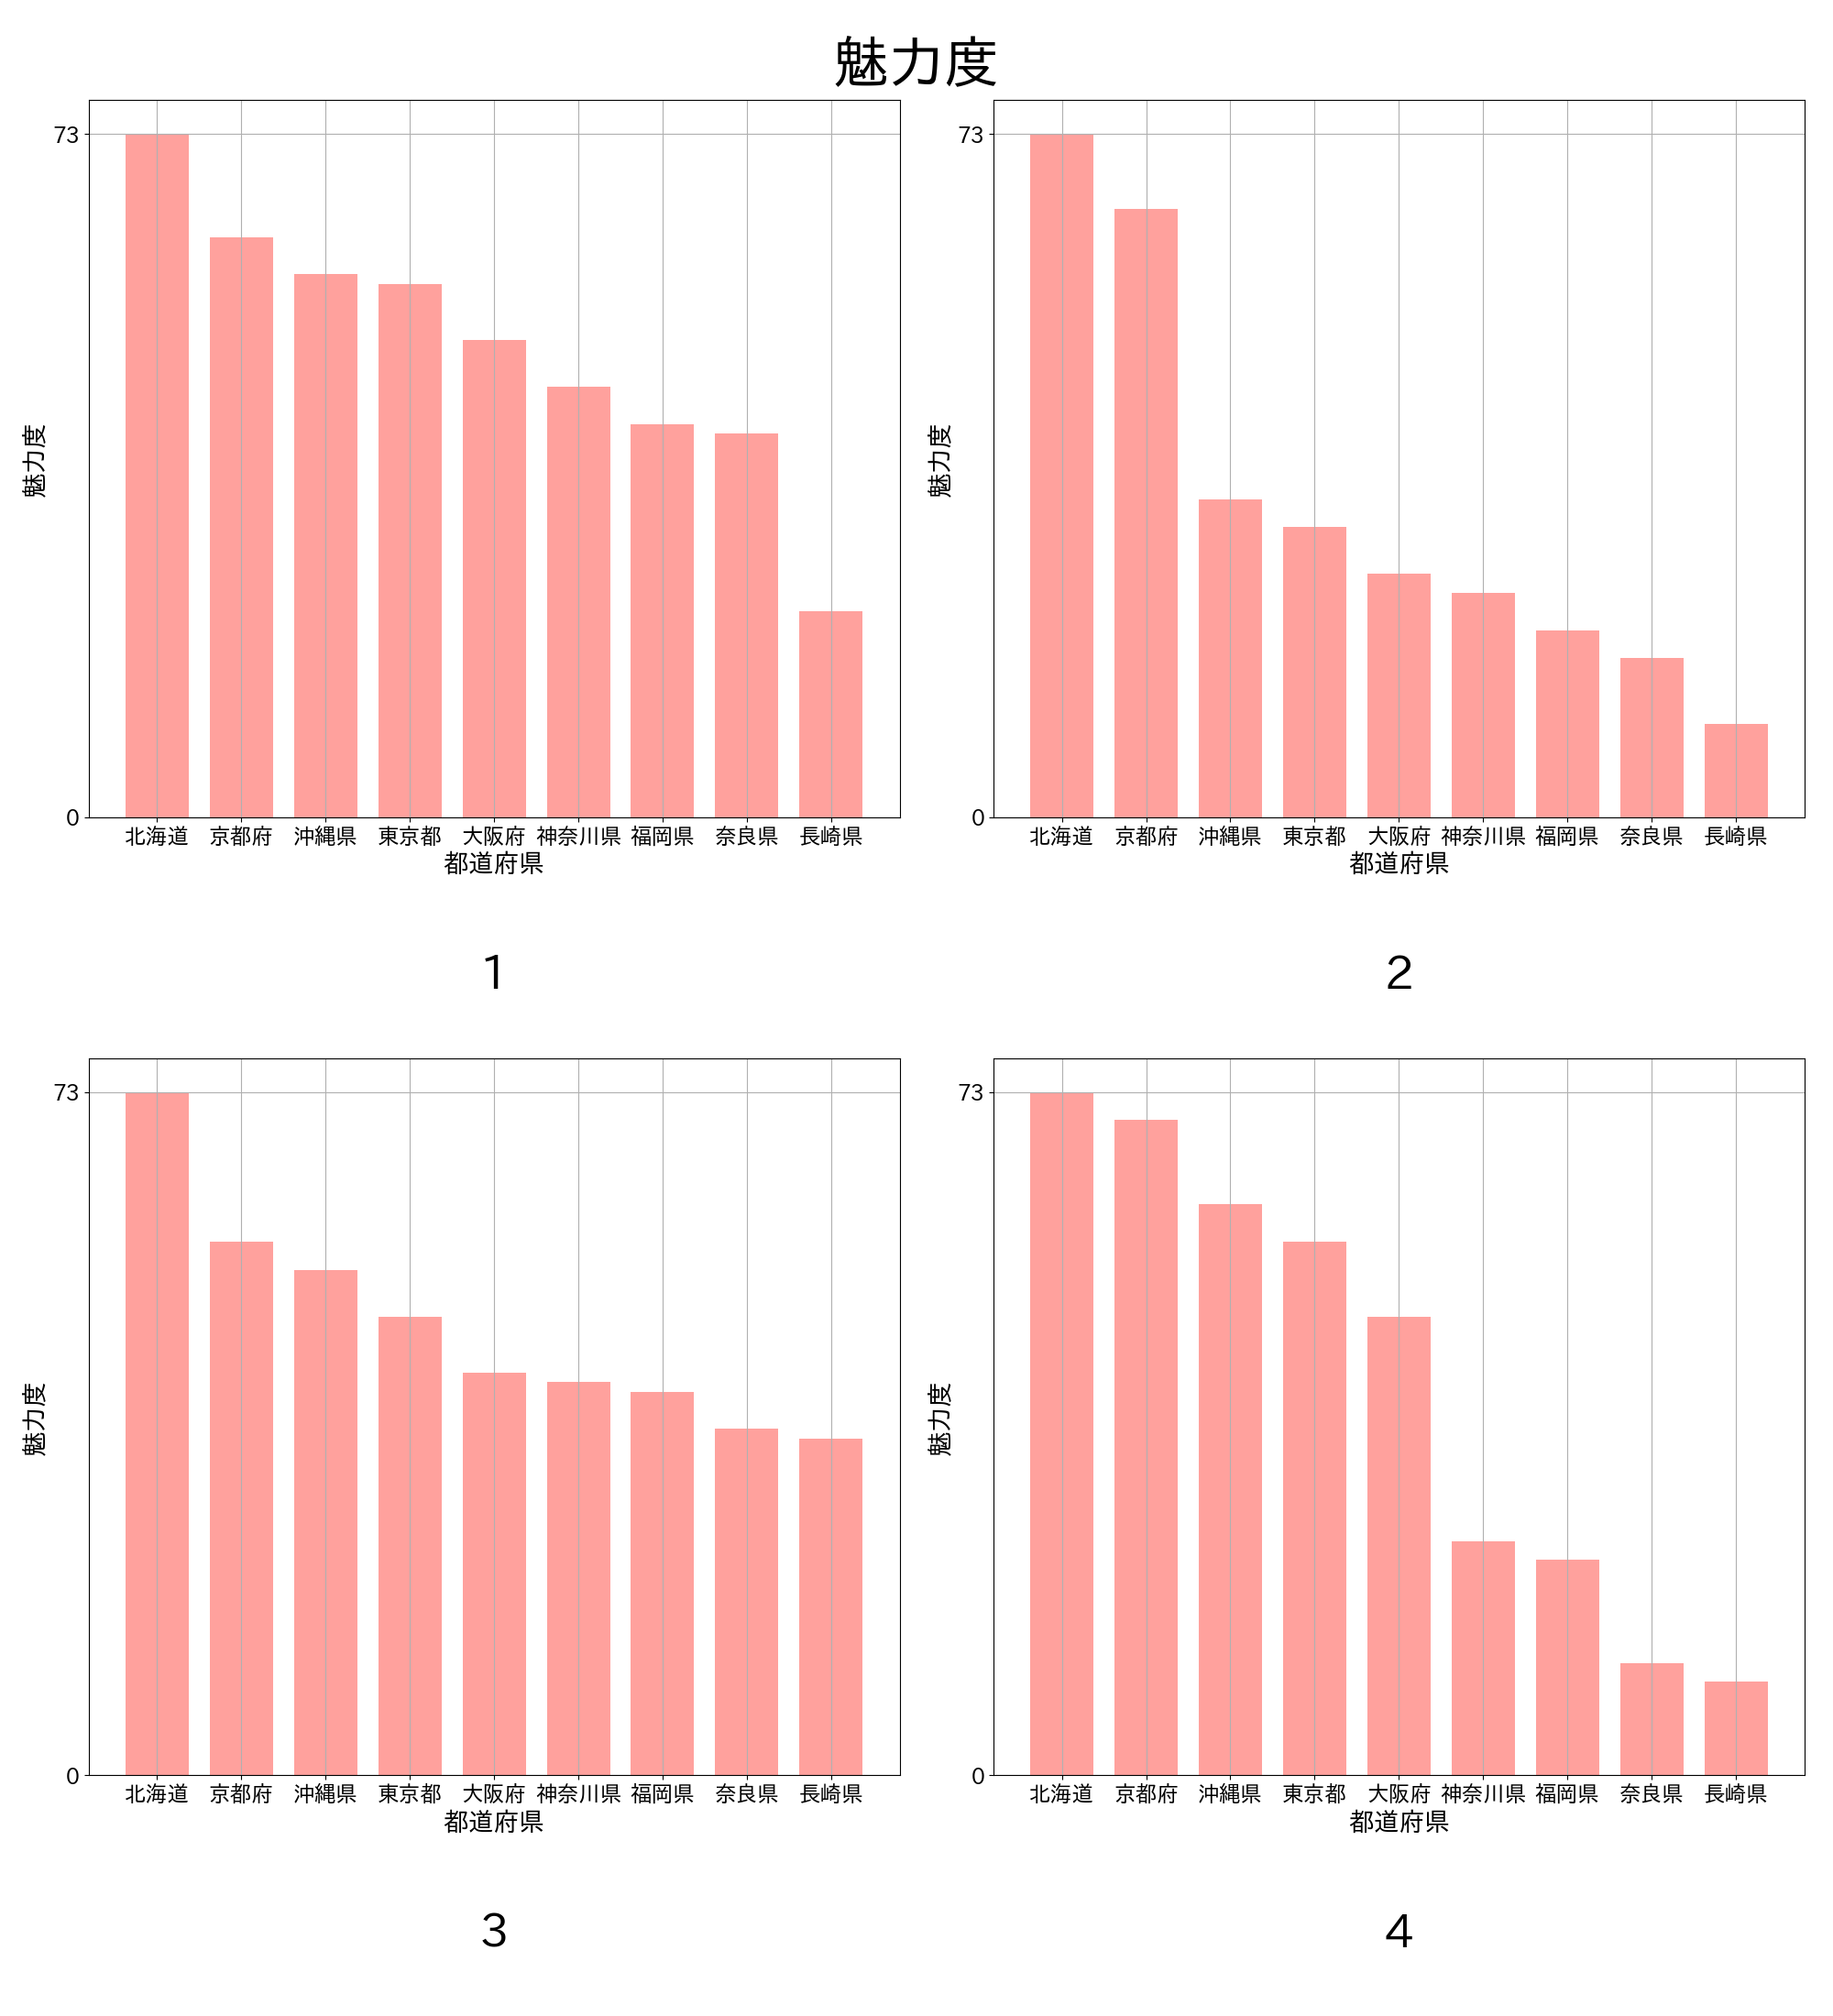 魅力度
73
0
魅力度
北海道 京都府 沖縄県 東京都 大阪府 神奈川県 福岡県 奈良県 長崎県
都道府県
1
73
0
魅力度
北海道 京都府 沖縄県 東京都 大阪府 神奈川県 福岡県 奈良県 長崎県
都道府県
2
73
0
魅力度
北海道 京都府 沖縄県 東京都 大阪府 神奈川県 福岡県 奈良県 長崎県
都道府県
3
73
0
魅力度
北海道 京都府 沖縄県 東京都 大阪府 神奈川県 福岡県 奈良県 長崎県
都道府県
4